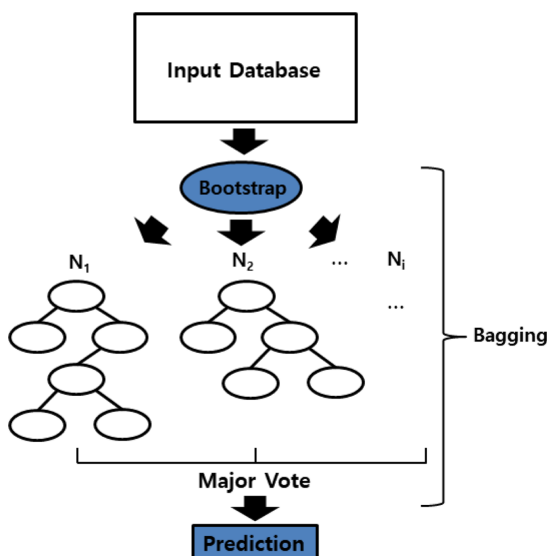 Input Database
Bootstrap
N₁ N₂ ... Nᵢ
...
Bagging
Major Vote
Prediction